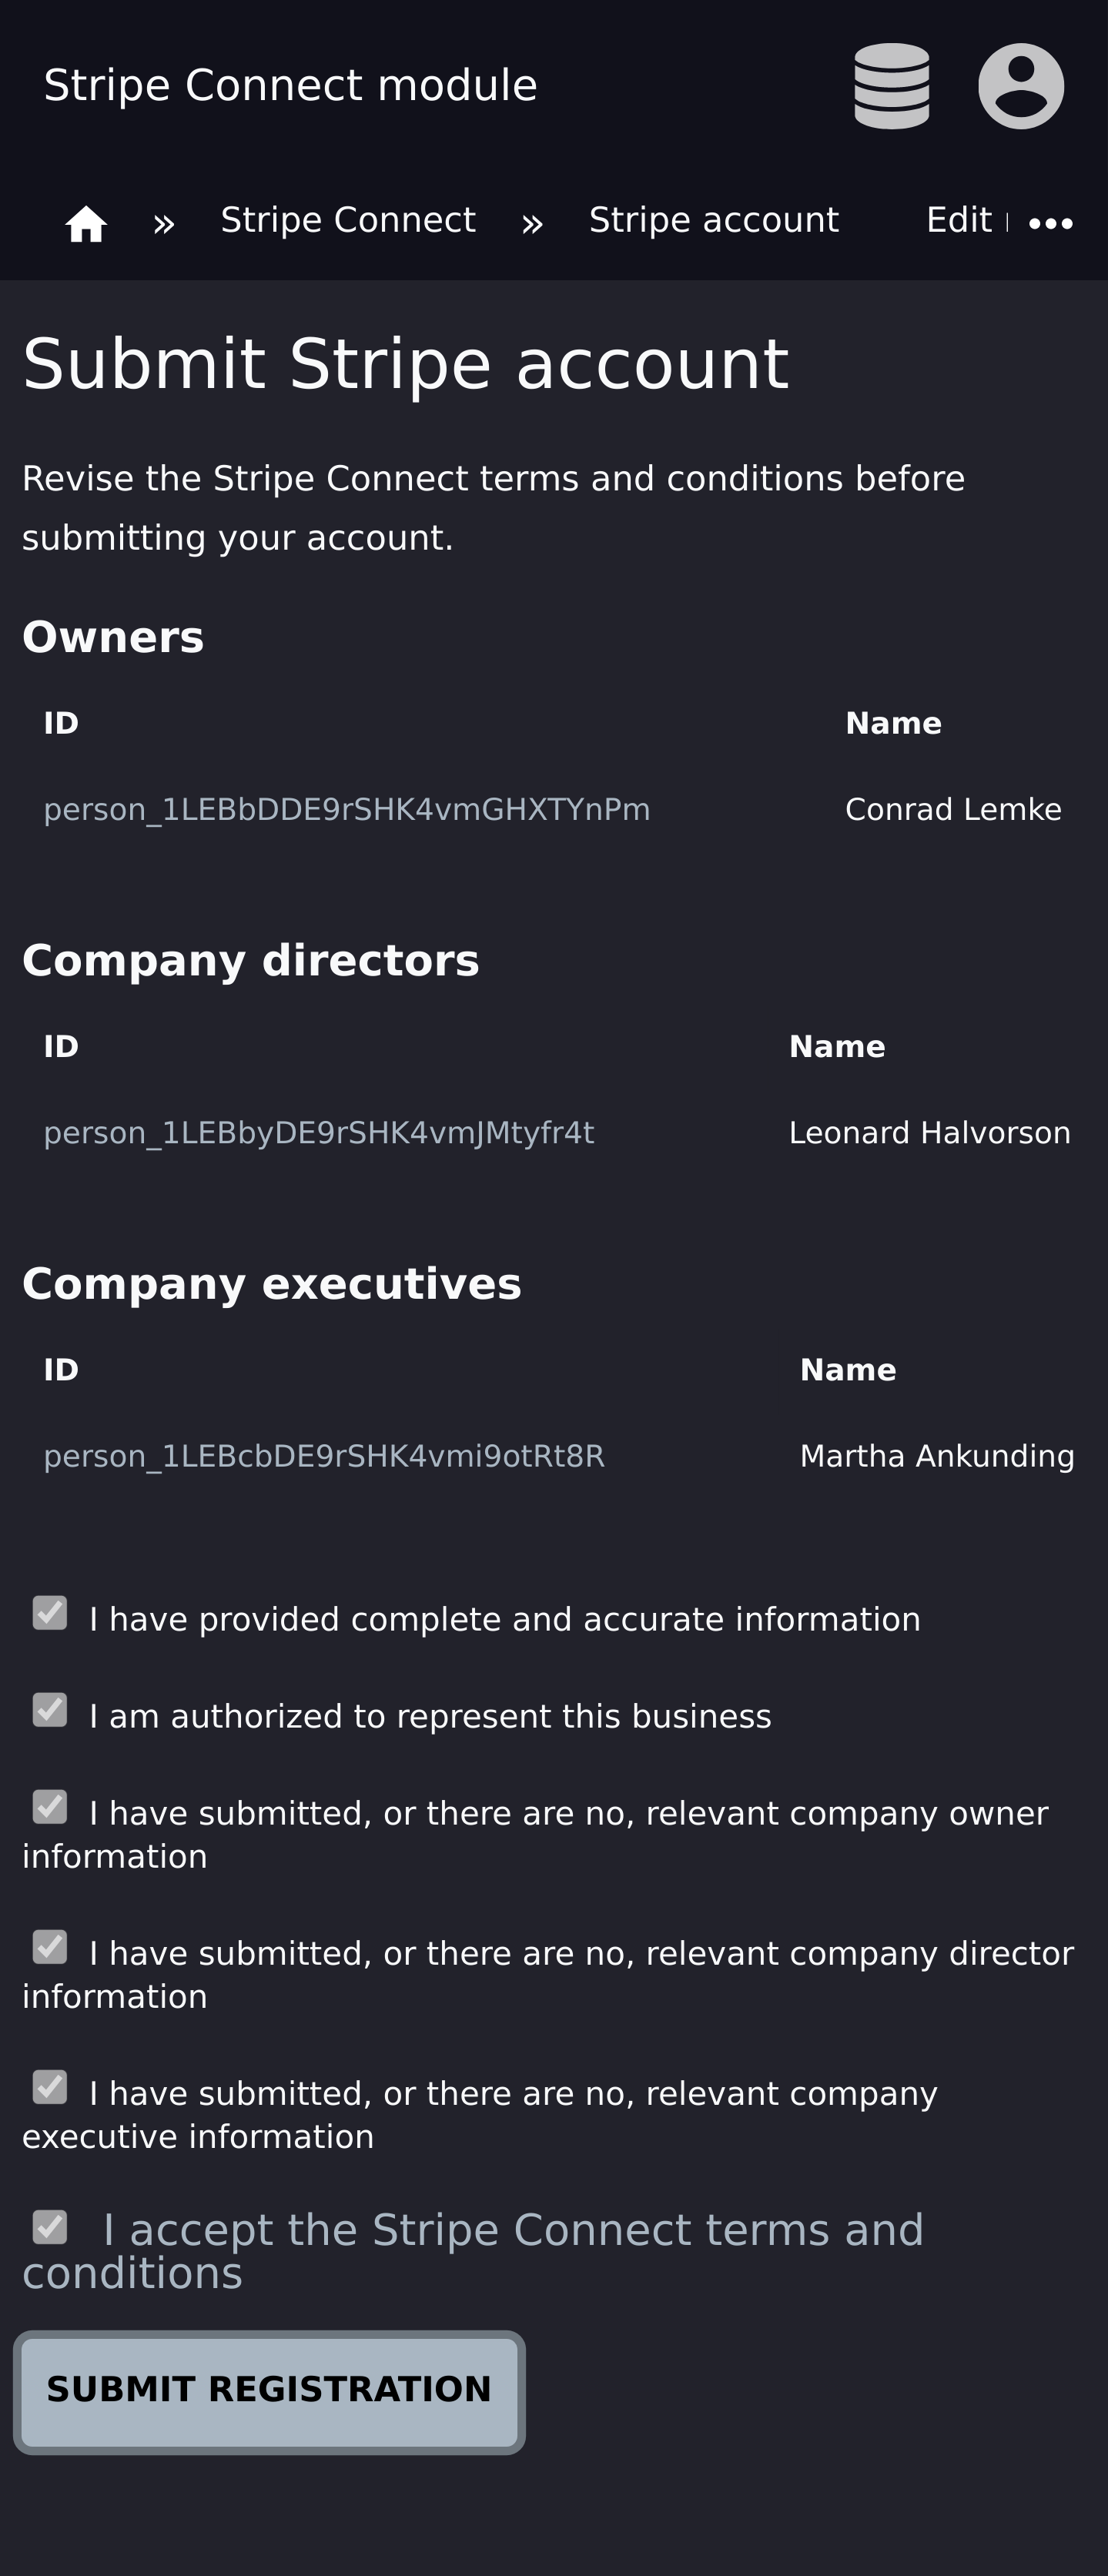 Stripe Connect module
» Stripe Connect » Stripe account Edit
Submit Stripe account
Revise the Stripe Connect terms and conditions before
submitting your account.
Owners
ID Name
person_1LEBbDDE9rSHK4vmGHXTYnPm Conrad Lemke
Company directors
ID Name
person_1LEBbyDE9rSHK4vmJMtyfr4t Leonard Halvorson
Company executives
ID Name
person_1LEBcbDE9rSHK4vmi9otRt8R Martha Ankunding
I have provided complete and accurate information
I am authorized to represent this business
I have submitted, or there are no, relevant company owner
information
I have submitted, or there are no, relevant company director
information
I have submitted, or there are no, relevant company
executive information
I accept the Stripe Connect terms and
conditions
SUBMIT REGISTRATION